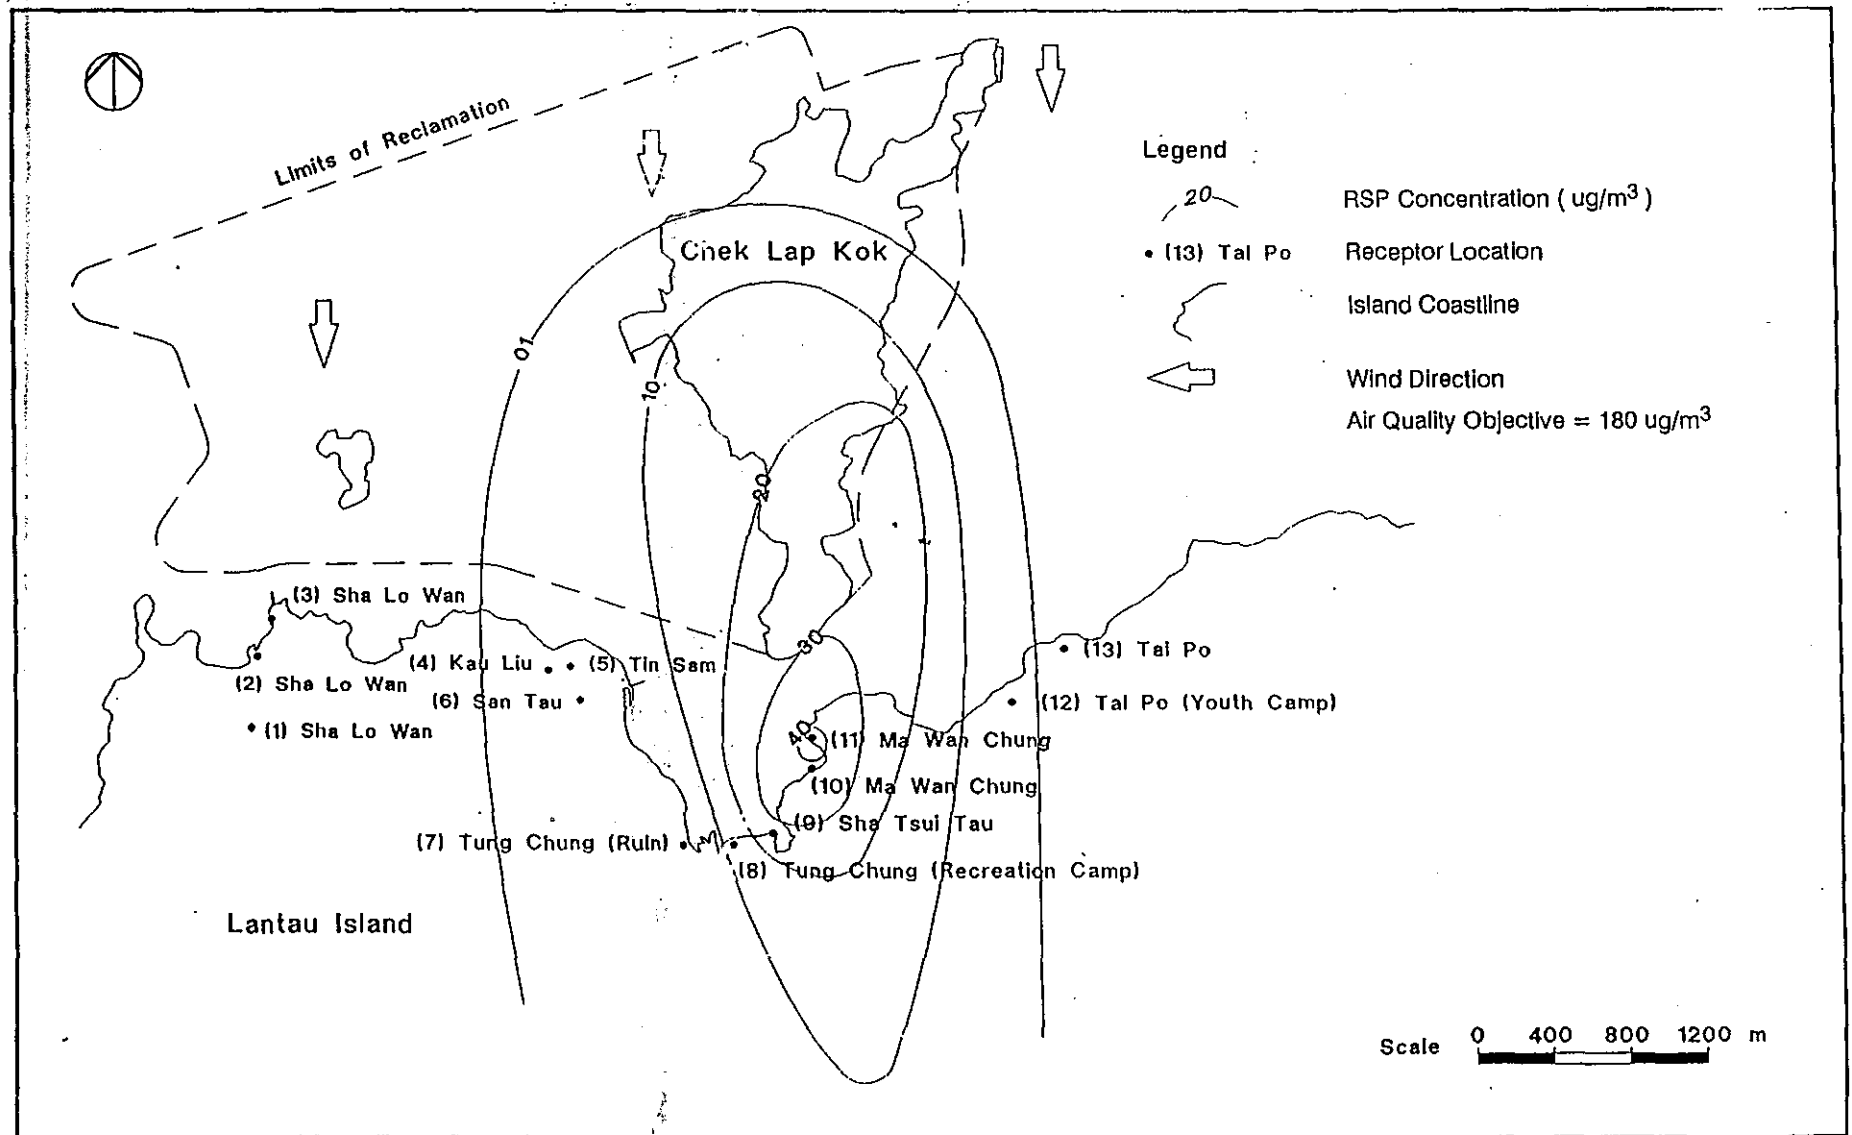 Limits of Reclamation
Chek Lap Kok
Legend
20 RSP Concentration ( ug/m³ )
• (13) Tai Po Receptor Location
Island Coastline
Wind Direction
Air Quality Objective = 180 ug/m³
01
10
20
30
40
(3) Sha Lo Wan
(2) Sha Lo Wan
(1) Sha Lo Wan
(4) Kau Liu
(5) Tin Sam
(6) San Tau
(13) Tai Po
(12) Tai Po (Youth Camp)
(11) Ma Wan Chung
(10) Ma Wan Chung
(9) Sha Tsui Tau
(7) Tung Chung (Ruin)
(8) Tung Chung (Recreation Camp)
Lantau Island
Scale 0 400 800 1200 m